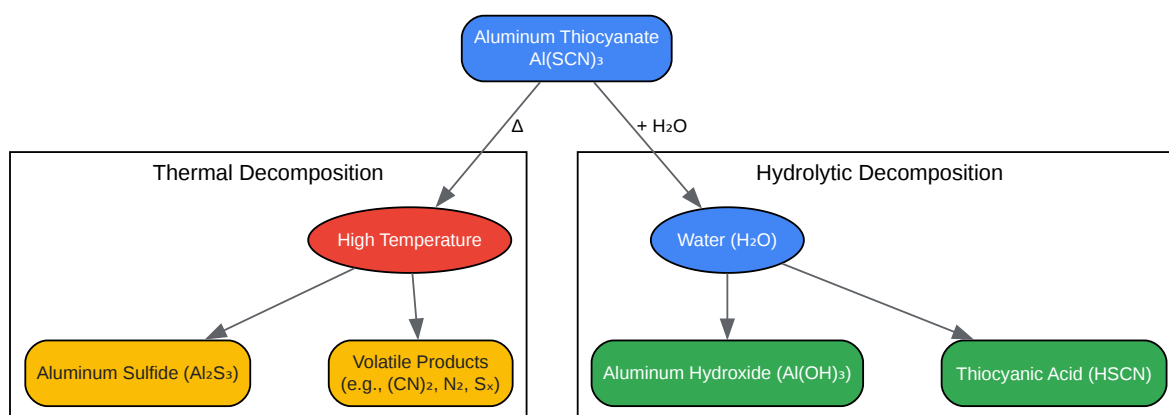 Aluminum Thiocyanate
Al(SCN)₃
Δ
+ H₂O
Thermal Decomposition
Hydrolytic Decomposition
High Temperature
Water (H₂O)
Aluminum Sulfide (Al₂S₃)
Volatile Products
(e.g., (CN)₂, N₂, Sₓ)
Aluminum Hydroxide (Al(OH)₃)
Thiocyanic Acid (HSCN)